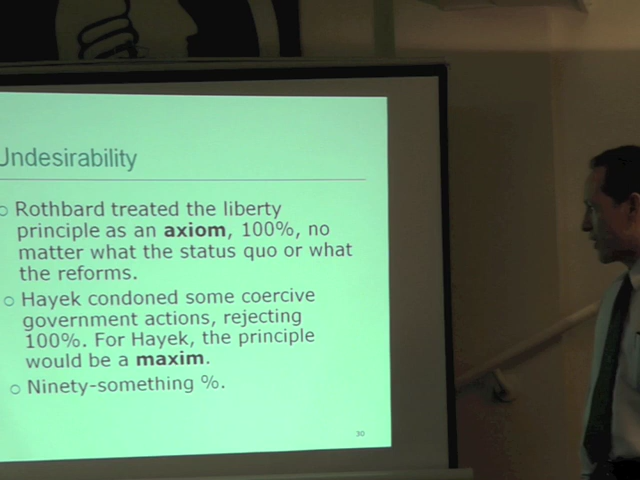 Undesirability
Rothbard treated the liberty
principle as an axiom, 100%, no
matter what the status quo or what
the reforms.
Hayek condoned some coercive
government actions, rejecting
100%. For Hayek, the principle
would be a maxim.
Ninety-something %.
30